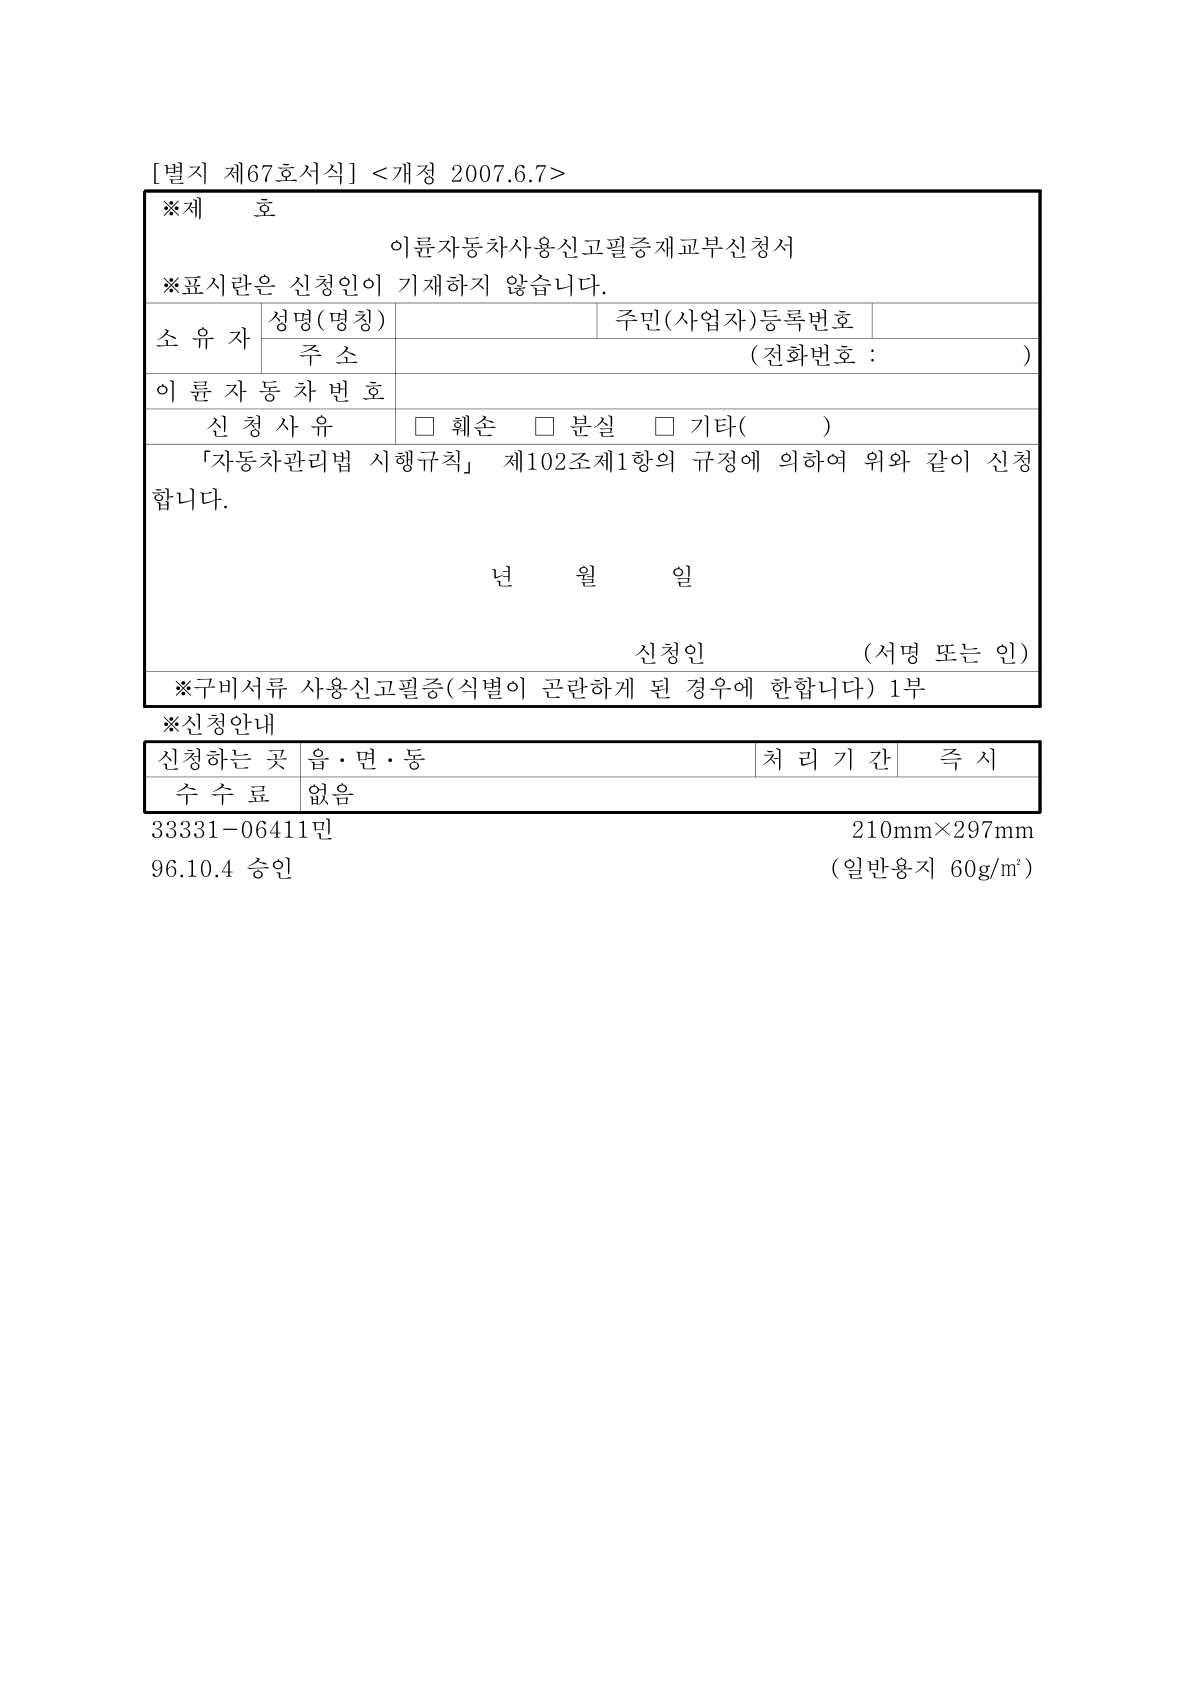 [별지 제67호서식] <개정 2007.6.7>
※제 호
이륜자동차사용신고필증재교부신청서
※표시란은 신청인이 기재하지 않습니다.
소 유 자
성명(명칭)
주민(사업자)등록번호
주 소
(전화번호 : )
이 륜 자 동 차 번 호
신 청 사 유
□ 훼손 □ 분실 □ 기타( )
「자동차관리법 시행규칙」 제102조제1항의 규정에 의하여 위와 같이 신청
합니다.
년 월 일
신청인 (서명 또는 인)
※구비서류 사용신고필증(식별이 곤란하게 된 경우에 한합니다) 1부
※신청안내
신청하는 곳
읍·면·동
처 리 기 간
즉 시
수 수 료
없음
33331-06411민 210mm×297mm
96.10.4 승인 (일반용지 60g/㎡)